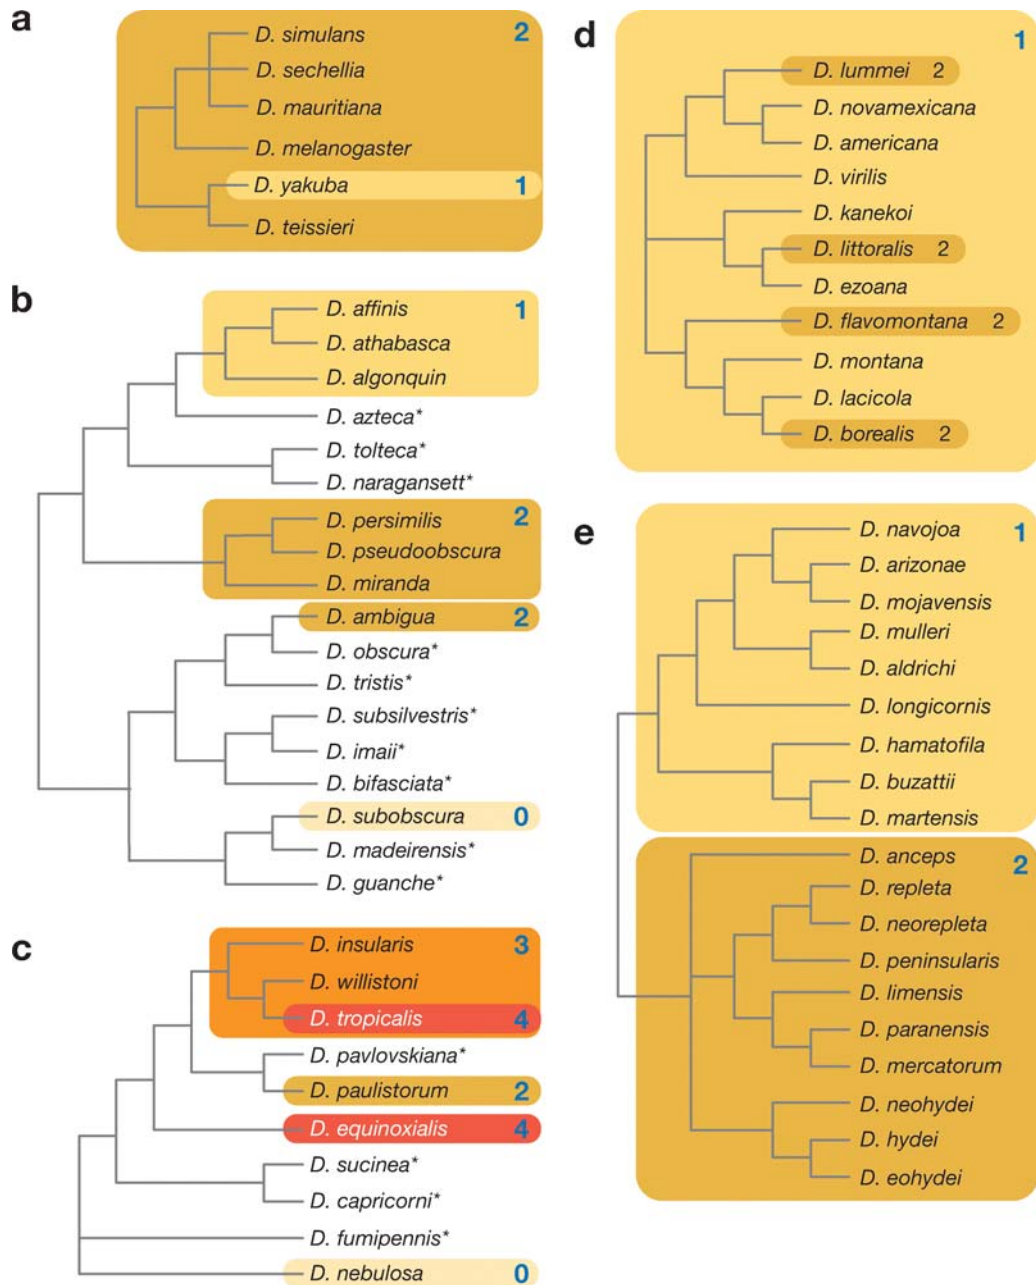 a
D. simulans 2
D. sechellia
D. mauritiana
D. melanogaster
D. yakuba 1
D. teissieri
b
D. affinis 1
D. athabasca
D. algonquin
D. azteca*
D. tolteca*
D. naragansett*
D. persimilis 2
D. pseudoobscura
D. miranda
D. ambigua 2
D. obscura*
D. tristis*
D. subsilvestris*
D. imaii*
D. bifasciata*
D. subobscura 0
D. madeirensis*
D. guanche*
c
D. insularis 3
D. willistoni
D. tropicalis 4
D. pavlovskiana*
D. paulistorum 2
D. equinoxialis 4
D. sucinea*
D. capricorni*
D. fumipennis*
D. nebulosa 0
d
1
D. lummei 2
D. novamexicana
D. americana
D. virilis
D. kanekoi
D. littoralis 2
D. ezoana
D. flavomontana 2
D. montana
D. lacicola
D. borealis 2
e
D. navojoa 1
D. arizonae
D. mojavensis
D. mulleri
D. aldrichi
D. longicornis
D. hamatofila
D. buzattii
D. martensis
D. anceps 2
D. repleta
D. neorepleta
D. peninsularis
D. limensis
D. paranensis
D. mercatorum
D. neohydei
D. hydei
D. eohydei